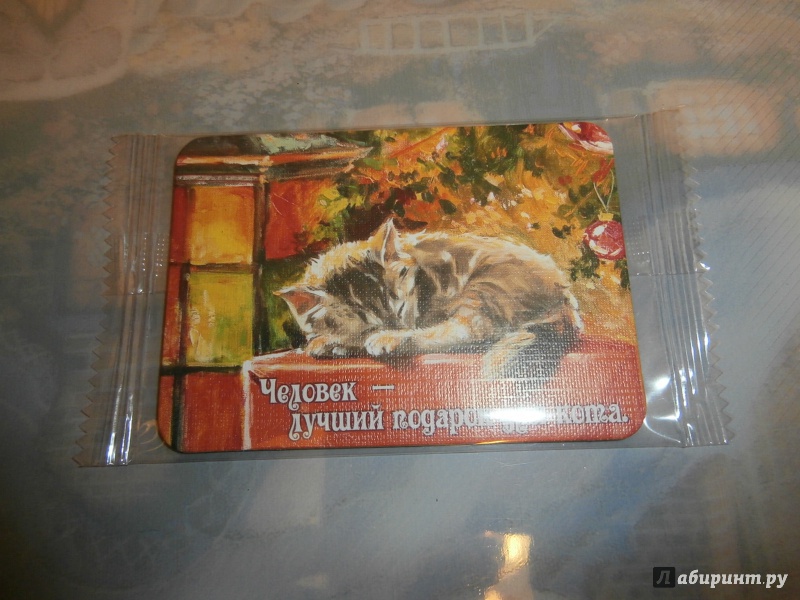 Человек —
лучший подарок для кота.
Лабиринт.ру